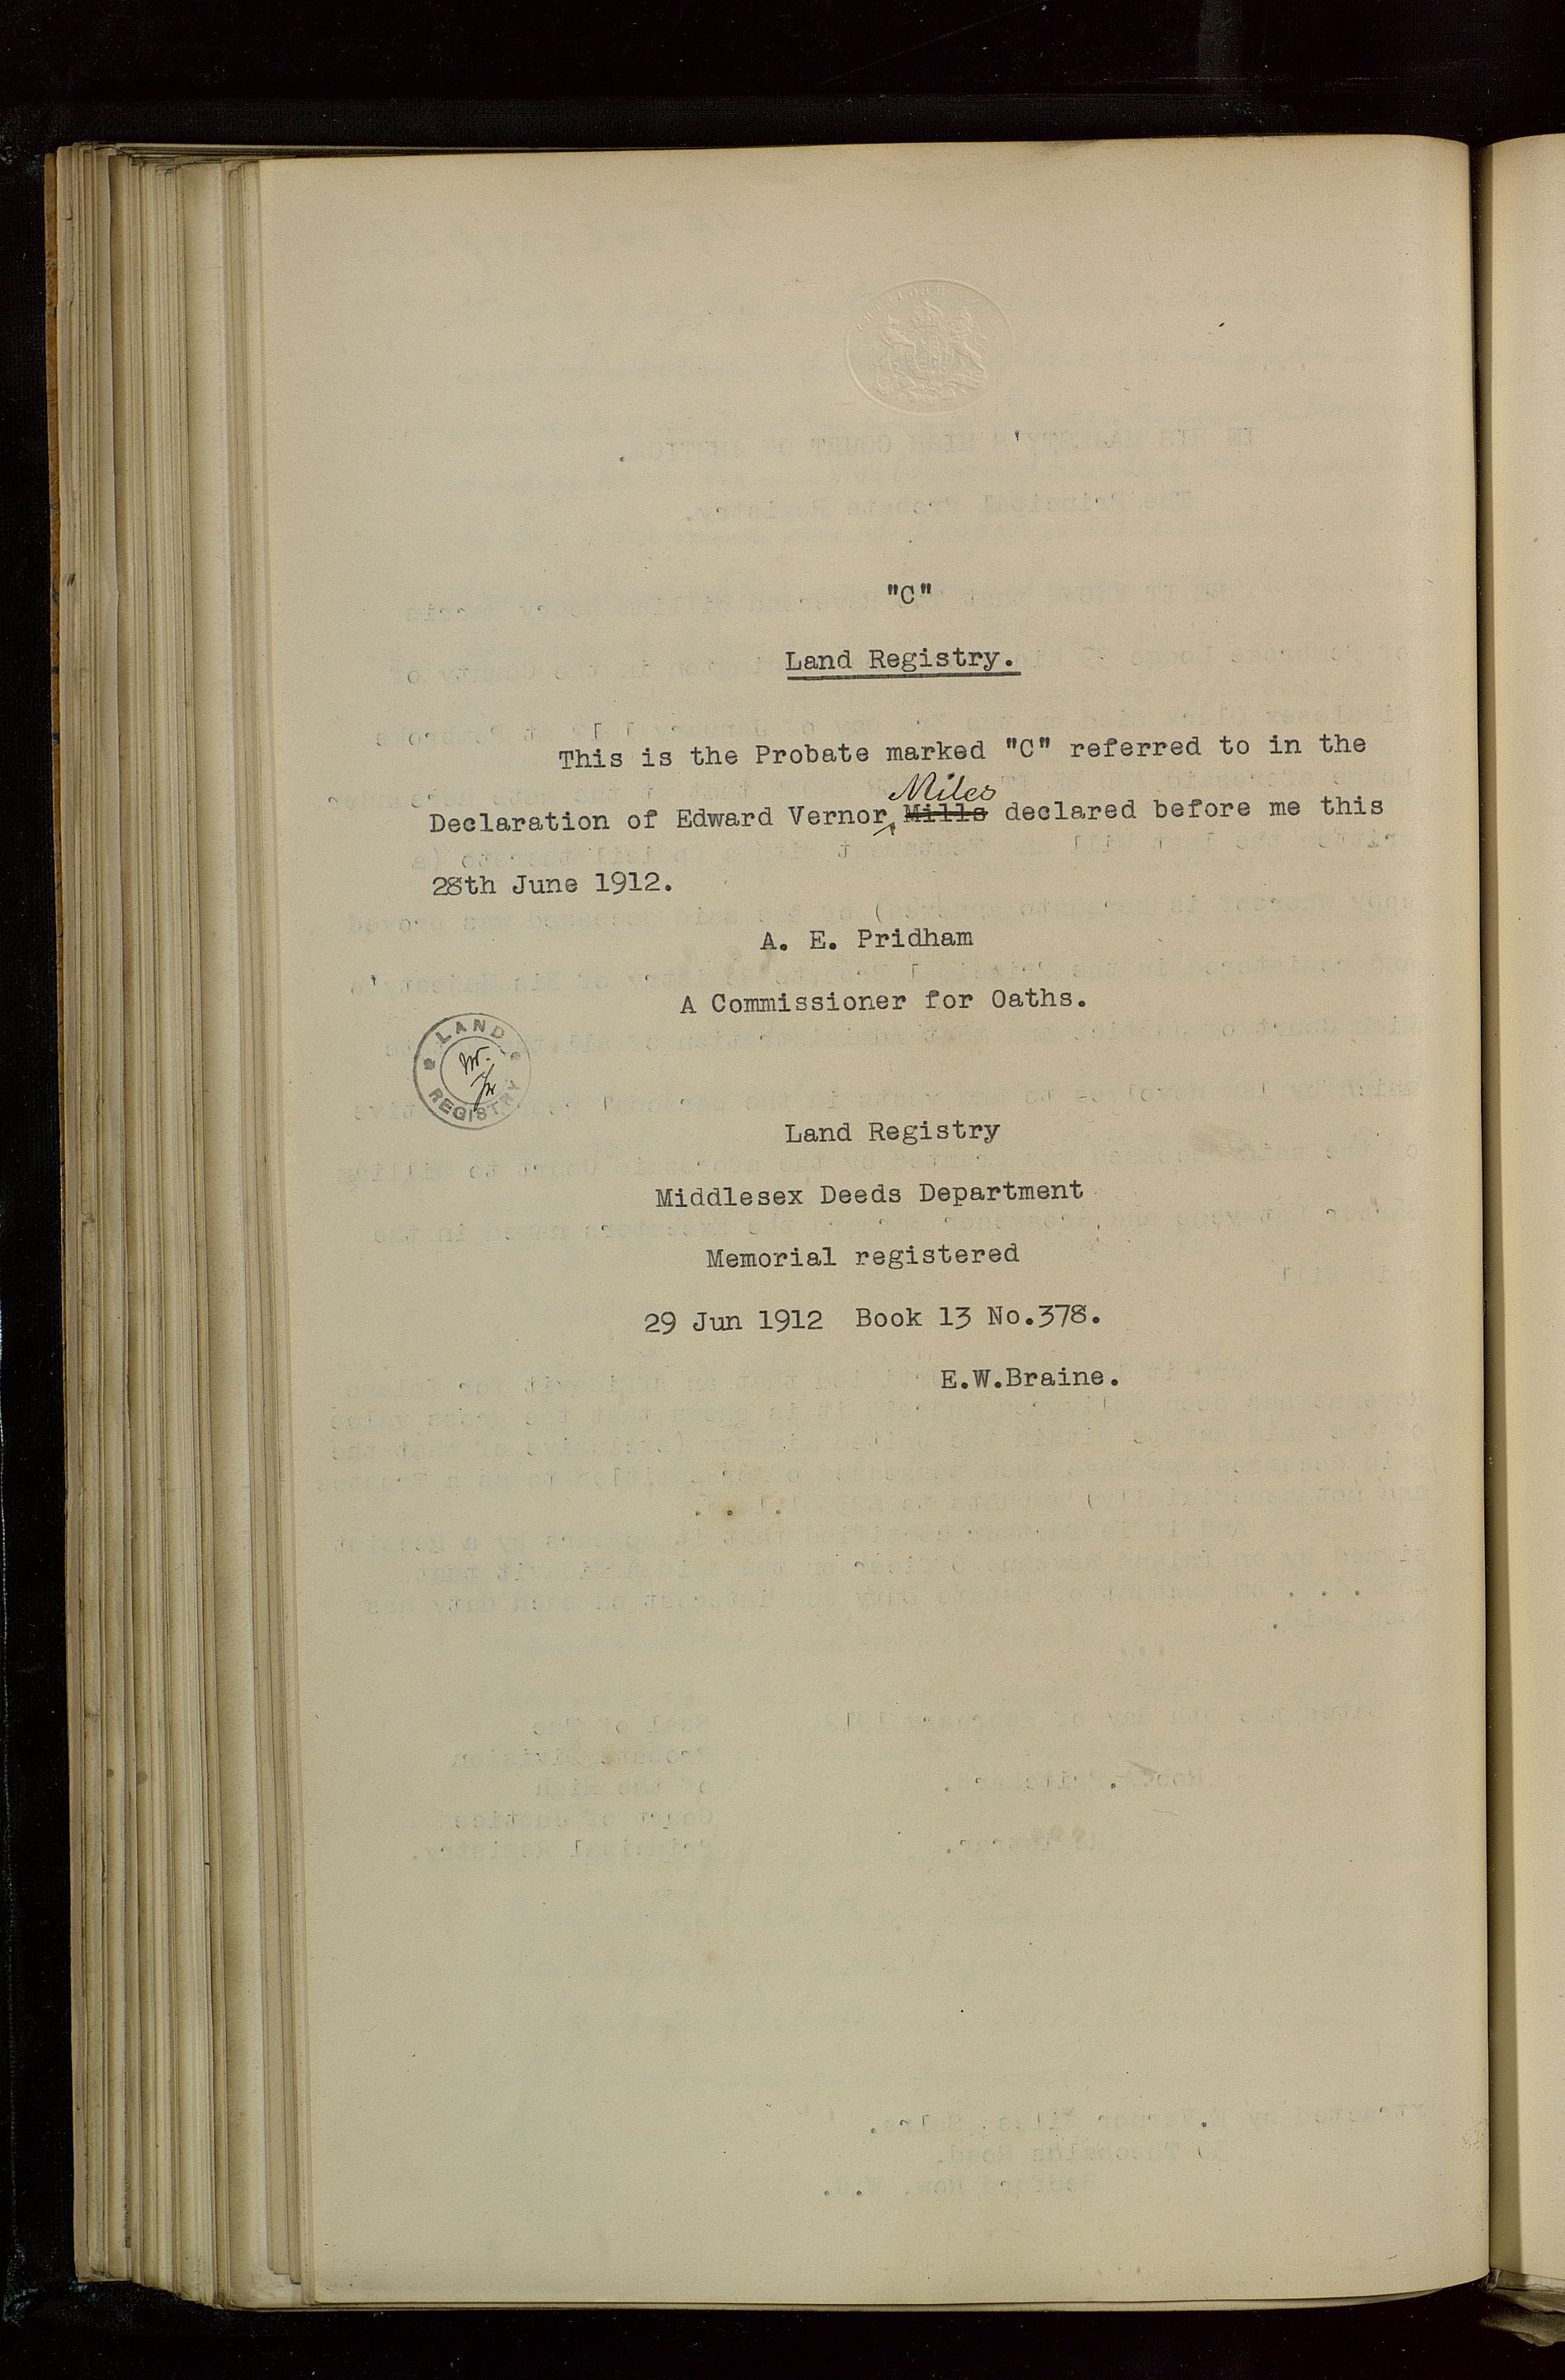 "C"
Land Registry.
This is the Probate marked "C" referred to in the
Miles
Declaration of Edward Vernor Mills declared before me this
28th June 1912.
A. E. Pridham
A Commissioner for Oaths.
LAND
REGISTRY
Land Registry
Middlesex Deeds Department
Memorial registered
29 Jun 1912 Book 13 No.378.
E.W.Braine.